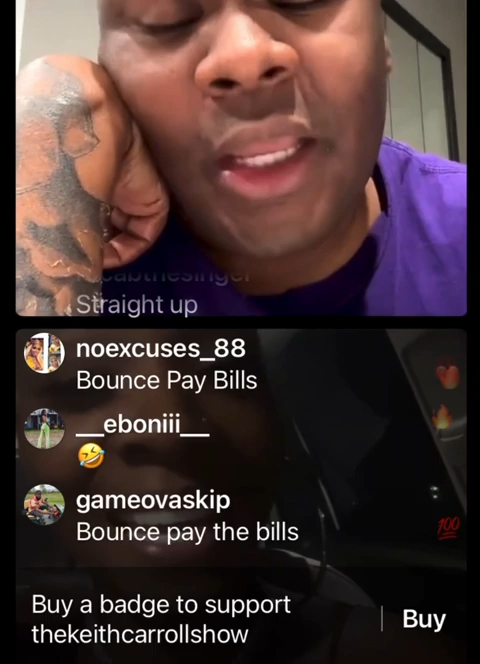 Straight up
noexcuses_88
Bounce Pay Bills
__eboniii__
🤣
gameovaskip
Bounce pay the bills
💯
Buy a badge to support
thekeithcarrollshow
Buy